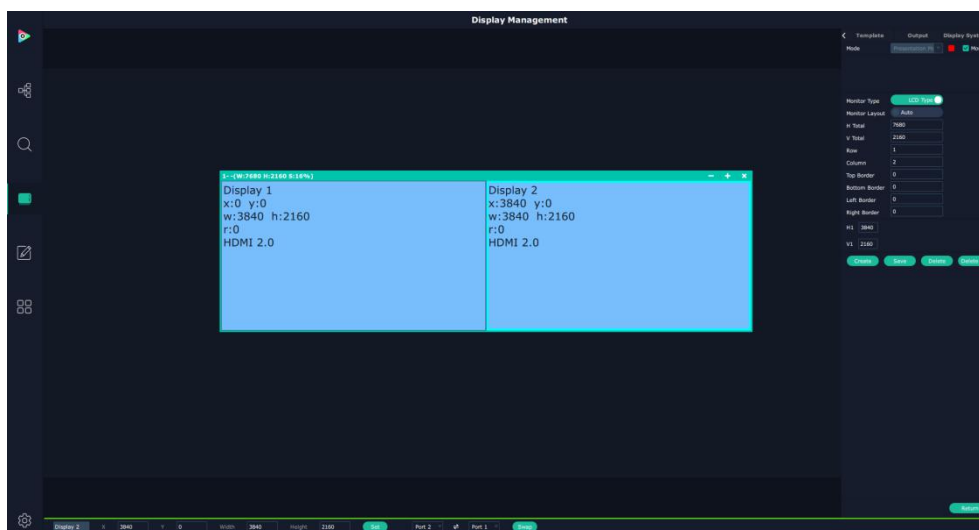 Display Management
Template Output Display Syst
Mode Presentation Mo Mo
Monitor Type LCD Type
Monitor Layout Auto
H Total 7680
V Total 2160
Row 1
Column 2
Top Border 0
Bottom Border 0
Left Border 0
Right Border 0
H1 3840
V1 2160
Create Save Delete Delete
1--(W:7680 H:2160 S:16%)
Display 1
x:0 y:0
w:3840 h:2160
r:0
HDMI 2.0
Display 2
x:3840 y:0
w:3840 h:2160
r:0
HDMI 2.0
Return
Display 2 X 3840 Y 0 Width 3840 Height 2160 Set Port 2 Port 1 Swap